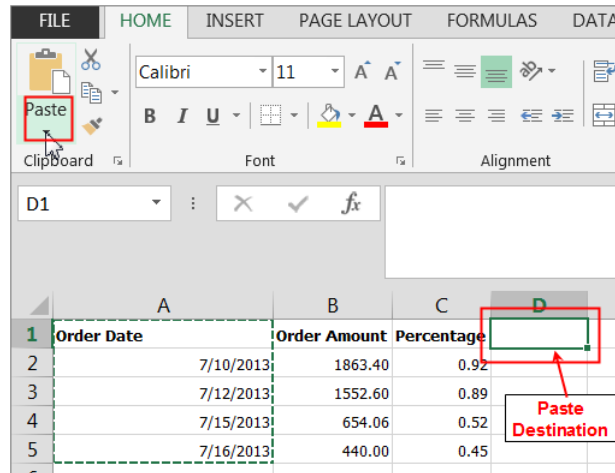 FILE HOME INSERT PAGE LAYOUT FORMULAS DATA
Calibri 11 A A
Paste B I U A
Clipboard Font Alignment
D1 fx
A B C D
1 Order Date Order Amount Percentage
2 7/10/2013 1863.40 0.92
3 7/12/2013 1552.60 0.89
4 7/15/2013 654.06 0.52
5 7/16/2013 440.00 0.45
Paste
Destination